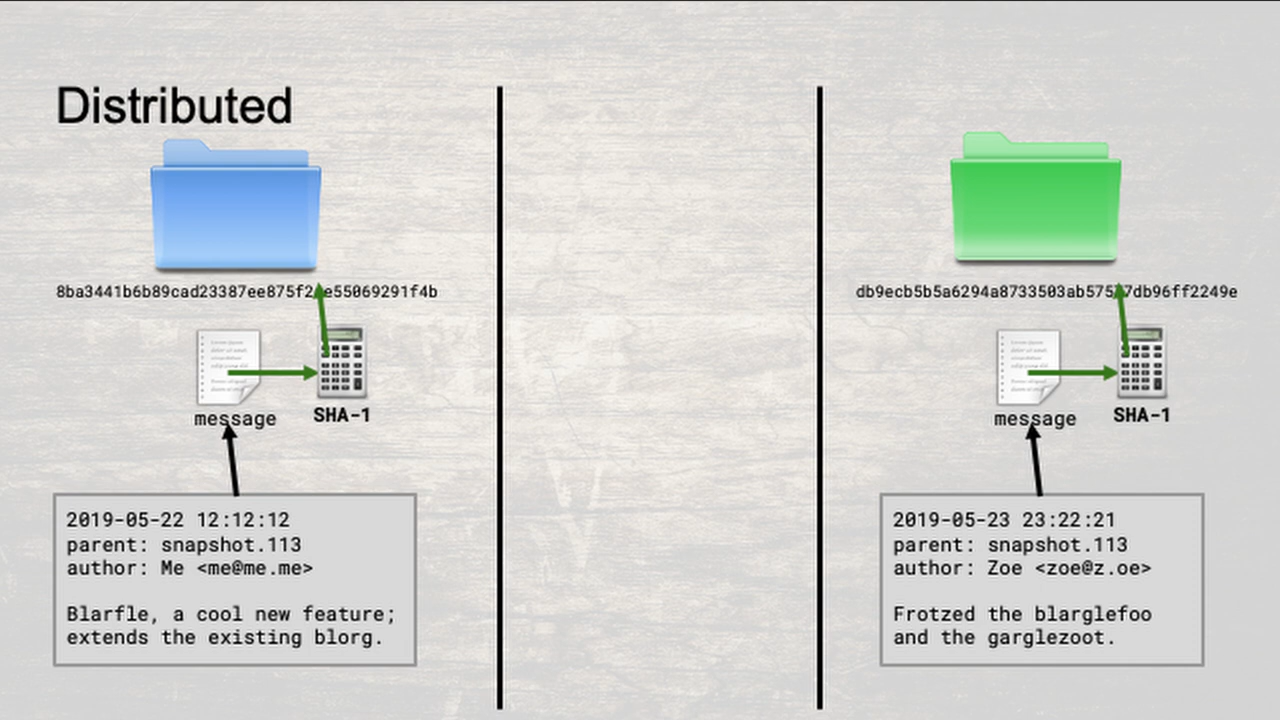 Distributed
message
SHA-1
2019-05-22 12:12:12
parent: snapshot.113
author: Me <me@me.me>
Blarfle, a cool new feature;
extends the existing blorg.
message
SHA-1
2019-05-23 23:22:21
parent: snapshot.113
author: Zoe <zoe@z.oe>
Frotzed the blarglefoo
and the garglezoot.